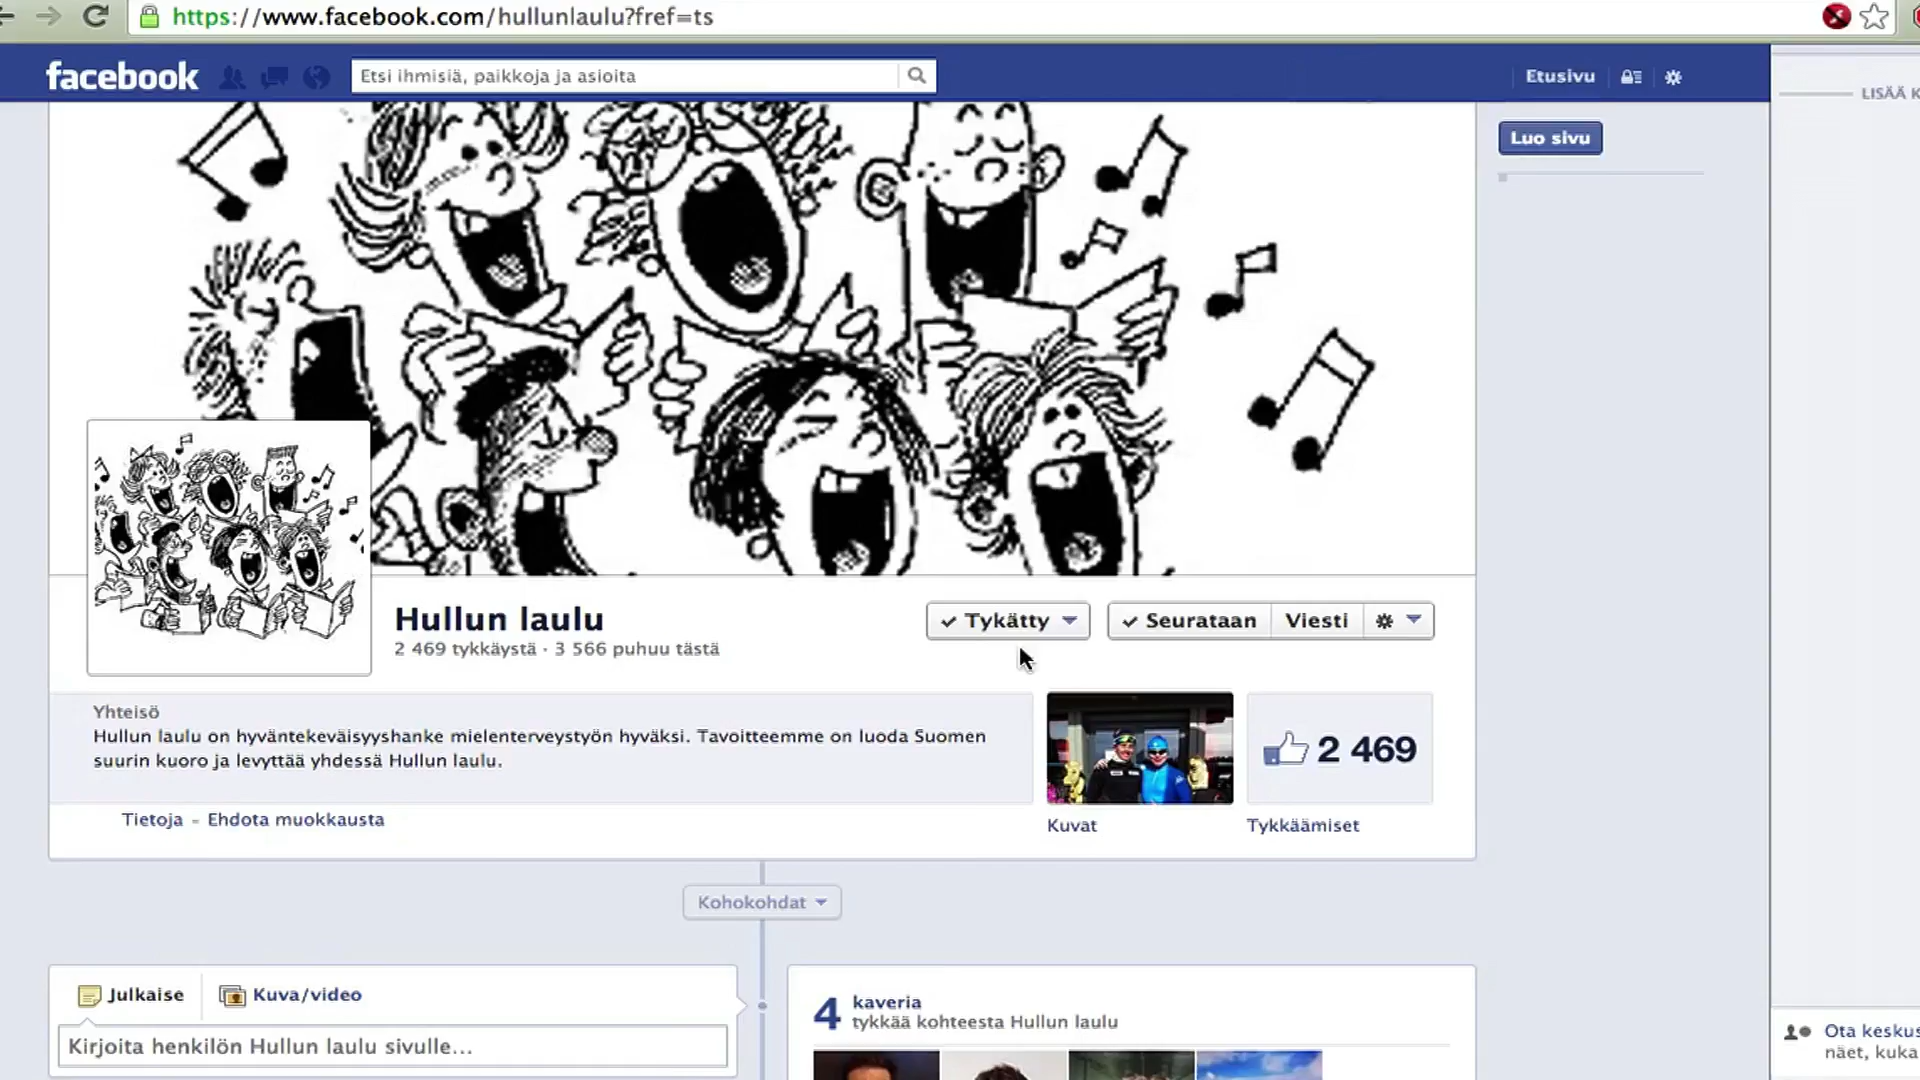 https://www.facebook.com/hullunlaulu?fref=ts
facebook
Etsi ihmisiä, paikkoja ja asioita
Etusivu
LISÄÄ
Luo sivu
Hullun laulu
2 469 tykkäystä · 3 566 puhuu tästä
Tykätty
Seurataan
Viesti
Yhteisö
Hullun laulu on hyväntekeväisyyshanke mielenterveystyön hyväksi. Tavoitteemme on luoda Suomen
suurin kuoro ja levyttää yhdessä Hullun laulu.
2 469
Tietoja – Ehdota muokkausta
Kuvat
Tykkäämiset
Kohokohdat
Julkaise
Kuva/video
Kirjoita henkilön Hullun laulu sivulle...
4 kaveria
tykkää kohteesta Hullun laulu
Ota keskus
näet, kuka